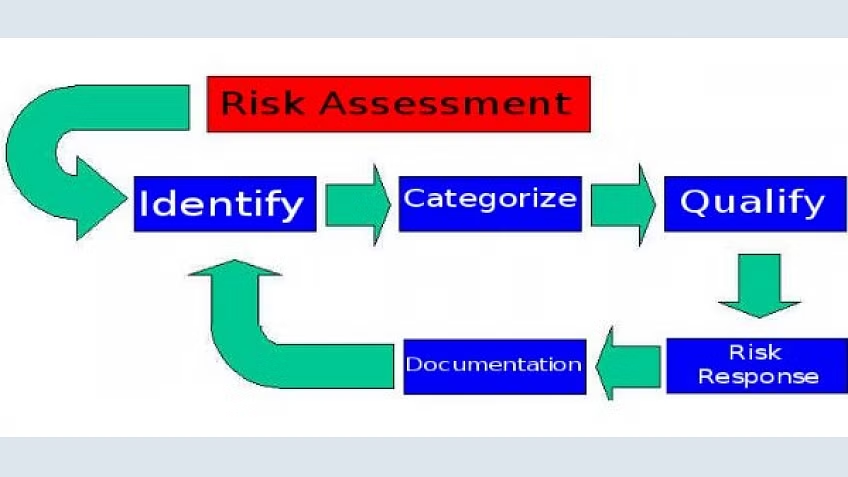 Risk Assessment
Identify
Categorize
Qualify
Risk
Response
Documentation